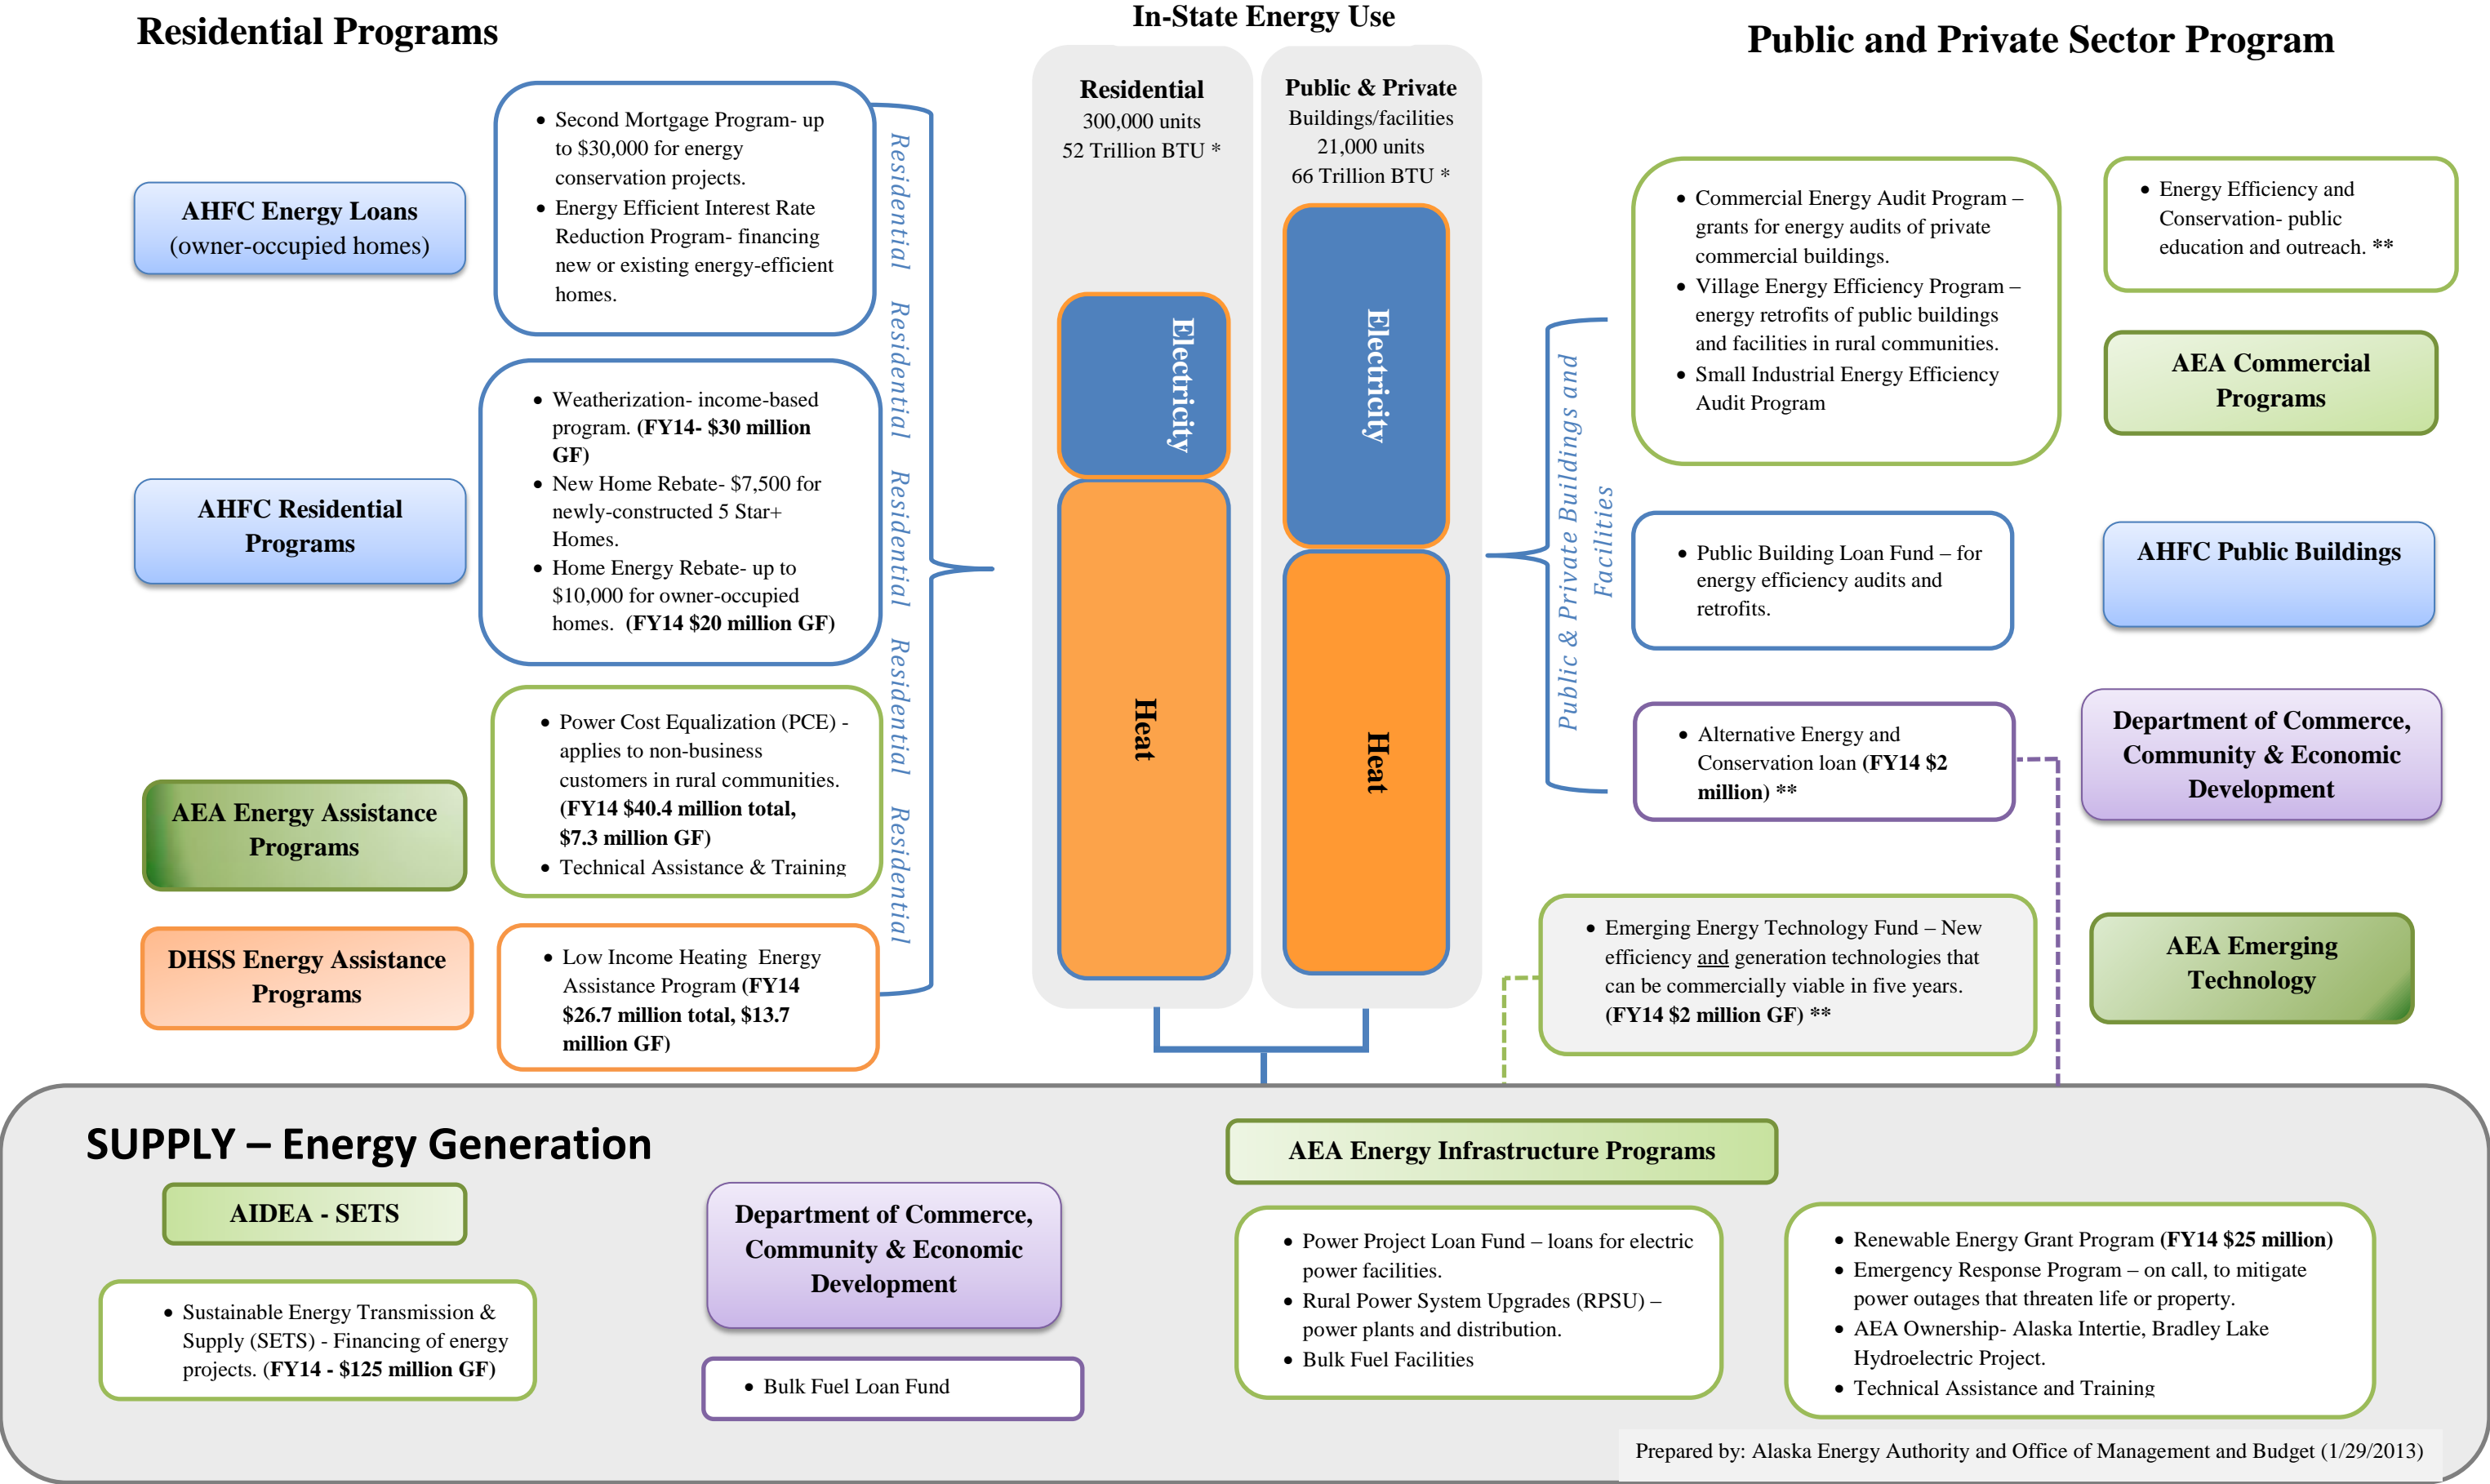 Residential Programs
In-State Energy Use
Public and Private Sector Program
AHFC Energy Loans
(owner-occupied homes)
• Second Mortgage Program- up
to $30,000 for energy
conservation projects.
• Energy Efficient Interest Rate
Reduction Program- financing
new or existing energy-efficient
homes.
AHFC Residential
Programs
• Weatherization- income-based
program. (FY14- $30 million
GF)
• New Home Rebate- $7,500 for
newly-constructed 5 Star+
Homes.
• Home Energy Rebate- up to
$10,000 for owner-occupied
homes.  (FY14 $20 million GF)
AEA Energy Assistance
Programs
• Power Cost Equalization (PCE) -
applies to non-business
customers in rural communities.
(FY14 $40.4 million total,
$7.3 million GF)
• Technical Assistance & Training
DHSS Energy Assistance
Programs
• Low Income Heating  Energy
Assistance Program (FY14
$26.7 million total, $13.7
million GF)
Residential Residential Residential Residential Residential
Residential
300,000 units
52 Trillion BTU *
Electricity
Heat
Public & Private
Buildings/facilities
21,000 units
66 Trillion BTU *
Electricity
Heat
Public & Private Buildings and
Facilities
• Commercial Energy Audit Program –
grants for energy audits of private
commercial buildings.
• Village Energy Efficiency Program –
energy retrofits of public buildings
and facilities in rural communities.
• Small Industrial Energy Efficiency
Audit Program
• Energy Efficiency and
Conservation- public
education and outreach. **
AEA Commercial
Programs
• Public Building Loan Fund – for
energy efficiency audits and
retrofits.
AHFC Public Buildings
• Alternative Energy and
Conservation loan (FY14 $2
million) **
Department of Commerce,
Community & Economic
Development
• Emerging Energy Technology Fund – New
efficiency and generation technologies that
can be commercially viable in five years.
(FY14 $2 million GF) **
AEA Emerging
Technology
SUPPLY – Energy Generation
AIDEA - SETS
• Sustainable Energy Transmission &
Supply (SETS) - Financing of energy
projects. (FY14 - $125 million GF)
Department of Commerce,
Community & Economic
Development
• Bulk Fuel Loan Fund
AEA Energy Infrastructure Programs
• Power Project Loan Fund – loans for electric
power facilities.
• Rural Power System Upgrades (RPSU) –
power plants and distribution.
• Bulk Fuel Facilities
• Renewable Energy Grant Program (FY14 $25 million)
• Emergency Response Program – on call, to mitigate
power outages that threaten life or property.
• AEA Ownership- Alaska Intertie, Bradley Lake
Hydroelectric Project.
• Technical Assistance and Training
Prepared by: Alaska Energy Authority and Office of Management and Budget (1/29/2013)